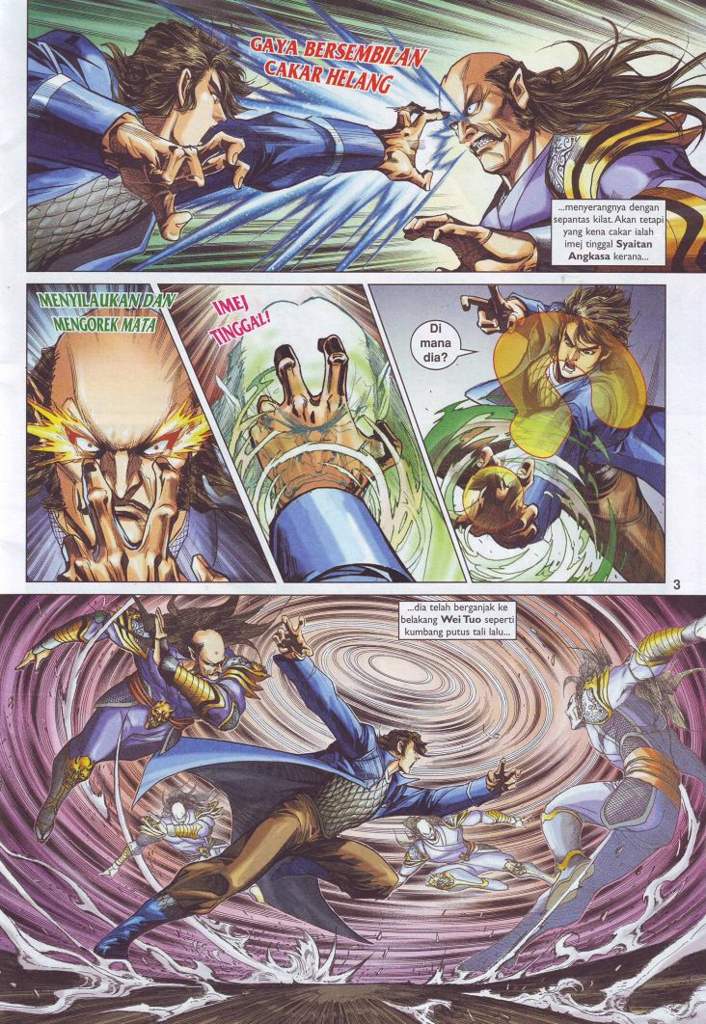 GAYA BERSEMBILAN
CAKAR HELANG
...menyerangnya dengan
sepantas kilat. Akan tetapi
yang kena cakar ialah
imej tinggal Syaitan
Angkasa kerana...
MENYILAUKAN DAN
MENGOREK MATA
IMEJ
TINGGAL!
Di
mana
dia?
3
...dia telah berganjak ke
belakang Wei Tuo seperti
kumbang putus tali lalu...